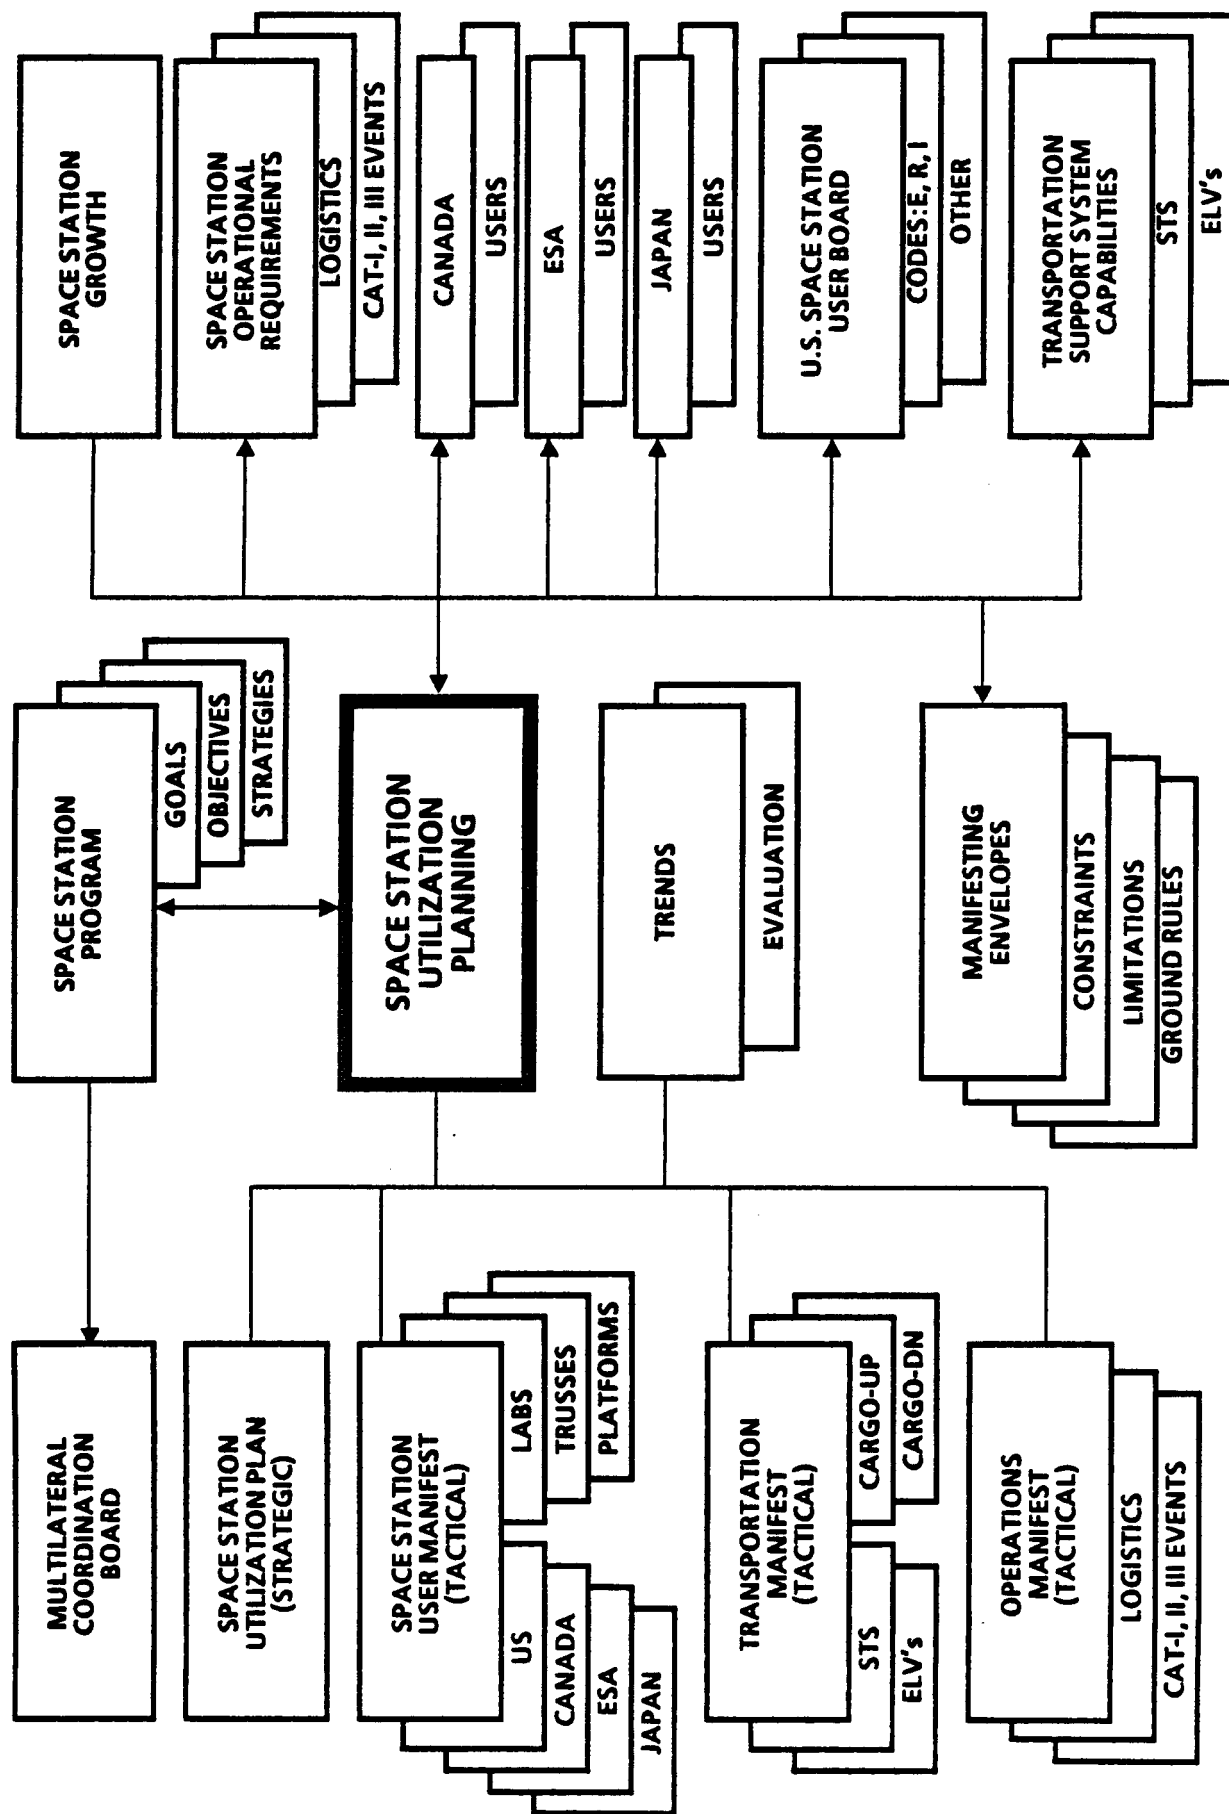 MULTILATERAL
COORDINATION
BOARD
SPACE STATION
UTILIZATION PLAN
(STRATEGIC)
SPACE STATION
USER MANIFEST
(TACTICAL)
US
CANADA
ESA
JAPAN
LABS
TRUSSES
PLATFORMS
TRANSPORTATION
MANIFEST
(TACTICAL)
STS
ELV's
CARGO-UP
CARGO-DN
OPERATIONS
MANIFEST
(TACTICAL)
LOGISTICS
CAT-I, II, III EVENTS
SPACE STATION
PROGRAM
GOALS
OBJECTIVES
STRATEGIES
SPACE STATION
UTILIZATION
PLANNING
TRENDS
EVALUATION
MANIFESTING
ENVELOPES
CONSTRAINTS
LIMITATIONS
GROUND RULES
SPACE STATION
GROWTH
SPACE STATION
OPERATIONAL
REQUIREMENTS
LOGISTICS
CAT-I, II, III EVENTS
CANADA
USERS
ESA
USERS
JAPAN
USERS
U.S. SPACE STATION
USER BOARD
CODES:E, R, I
OTHER
TRANSPORTATION
SUPPORT SYSTEM
CAPABILITIES
STS
ELV's